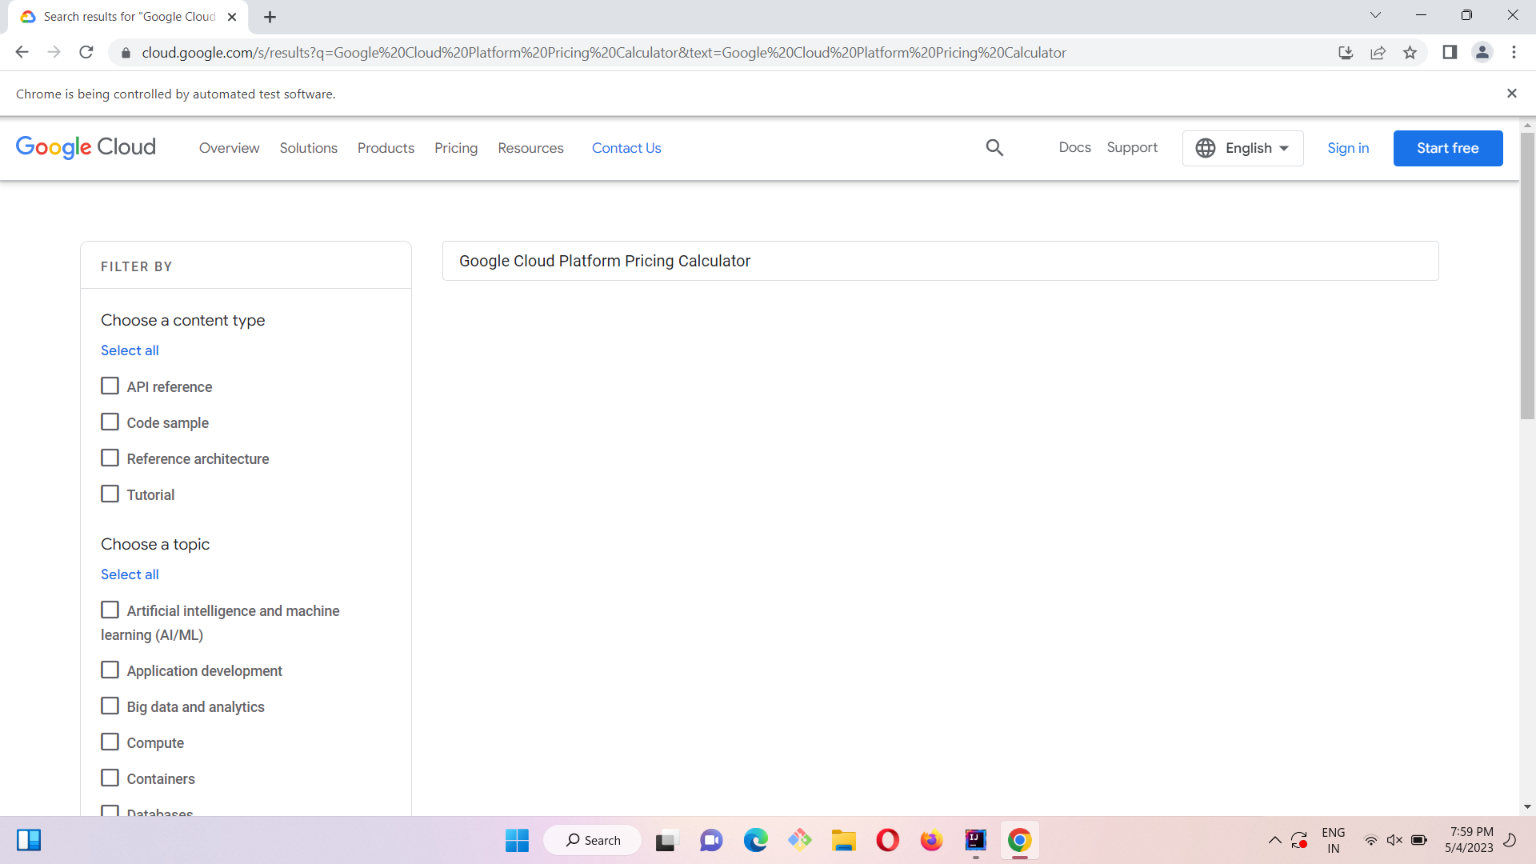 Search results for "Google Cloud
cloud.google.com/s/results?q=Google%20Cloud%20Platform%20Pricing%20Calculator&text=Google%20Cloud%20Platform%20Pricing%20Calculator
Chrome is being controlled by automated test software.
Google Cloud Overview Solutions Products Pricing Resources Contact Us Docs Support English Sign in Start free
FILTER BY
Google Cloud Platform Pricing Calculator
Choose a content type
Select all
API reference
Code sample
Reference architecture
Tutorial
Choose a topic
Select all
Artificial intelligence and machine
learning (AI/ML)
Application development
Big data and analytics
Compute
Containers
Databases
Search
ENG
IN
7:59 PM
5/4/2023